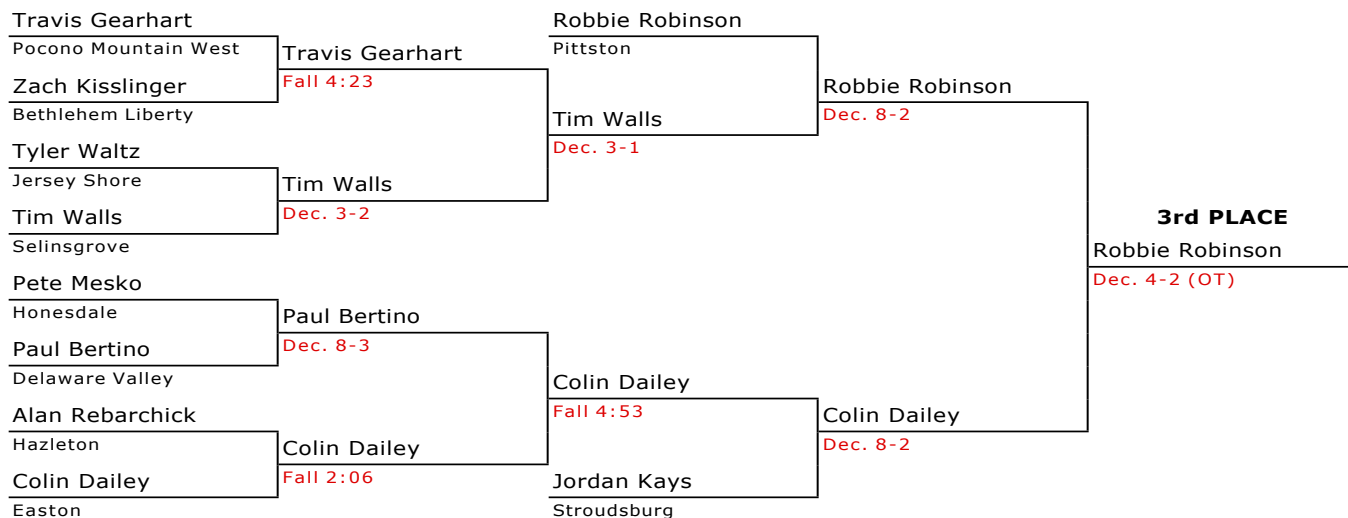 Travis Gearhart
Pocono Mountain West
Zach Kisslinger
Bethlehem Liberty
Tyler Waltz
Jersey Shore
Tim Walls
Selinsgrove
Pete Mesko
Honesdale
Paul Bertino
Delaware Valley
Alan Rebarchick
Hazleton
Colin Dailey
Easton
Travis Gearhart
Fall 4:23
Tim Walls
Dec. 3-2
Paul Bertino
Dec. 8-3
Colin Dailey
Fall 2:06
Robbie Robinson
Pittston
Tim Walls
Dec. 3-1
Colin Dailey
Fall 4:53
Jordan Kays
Stroudsburg
Robbie Robinson
Dec. 8-2
Colin Dailey
Dec. 8-2
3rd PLACE
Robbie Robinson
Dec. 4-2 (OT)